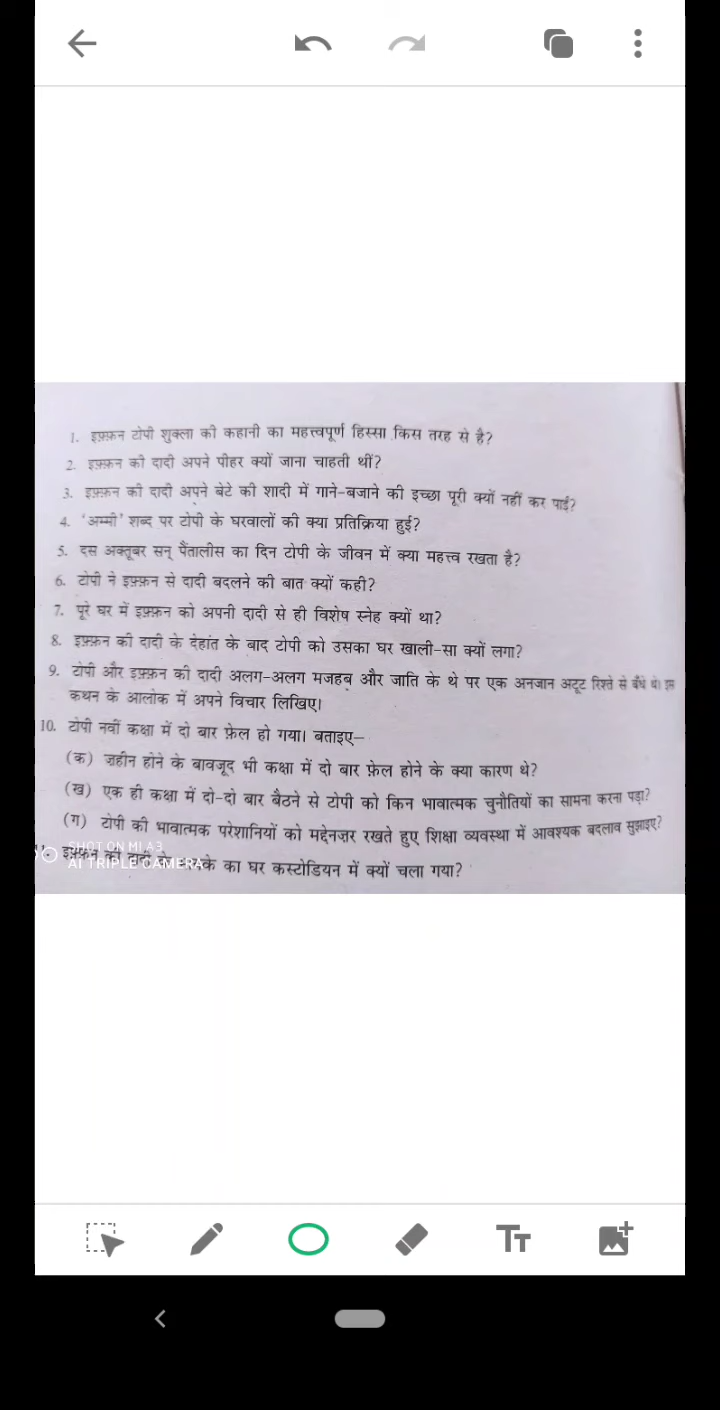 1. इफ़्फ़न टोपी शुक्ला की कहानी का महत्त्वपूर्ण हिस्सा किस तरह से है?
2. इफ़्फ़न की दादी अपने पीहर क्यों जाना चाहती थीं?
3. इफ़्फ़न की दादी अपने बेटे की शादी में गाने-बजाने की इच्छा पूरी क्यों नहीं कर पाईं?
4. 'अम्मी' शब्द पर टोपी के घरवालों की क्या प्रतिक्रिया हुई?
5. दस अक्तूबर सन् पैंतालीस का दिन टोपी के जीवन में क्या महत्त्व रखता है?
6. टोपी ने इफ़्फ़न से दादी बदलने की बात क्यों कही?
7. पूरे घर में इफ़्फ़न को अपनी दादी से ही विशेष स्नेह क्यों था?
8. इफ़्फ़न की दादी के देहांत के बाद टोपी को उसका घर खाली-सा क्यों लगा?
9. टोपी और इफ़्फ़न की दादी अलग-अलग मजहब और जाति के थे पर एक अनजान अटूट रिश्ते से बँधे थे। इस
कथन के आलोक में अपने विचार लिखिए।
10. टोपी नवीं कक्षा में दो बार फ़ेल हो गया। बताइए—
(क) ज़हीन होने के बावजूद भी कक्षा में दो बार फ़ेल होने के क्या कारण थे?
(ख) एक ही कक्षा में दो-दो बार बैठने से टोपी को किन भावात्मक चुनौतियों का सामना करना पड़ा?
(ग) टोपी की भावात्मक परेशानियों को मद्देनज़र रखते हुए शिक्षा व्यवस्था में आवश्यक बदलाव सुझाइए?
SHOT ON MI A3
AI TRIPLE CAMERA
इफ़्फ़न की का घर कस्टोडियन में क्यों चला गया?
TT